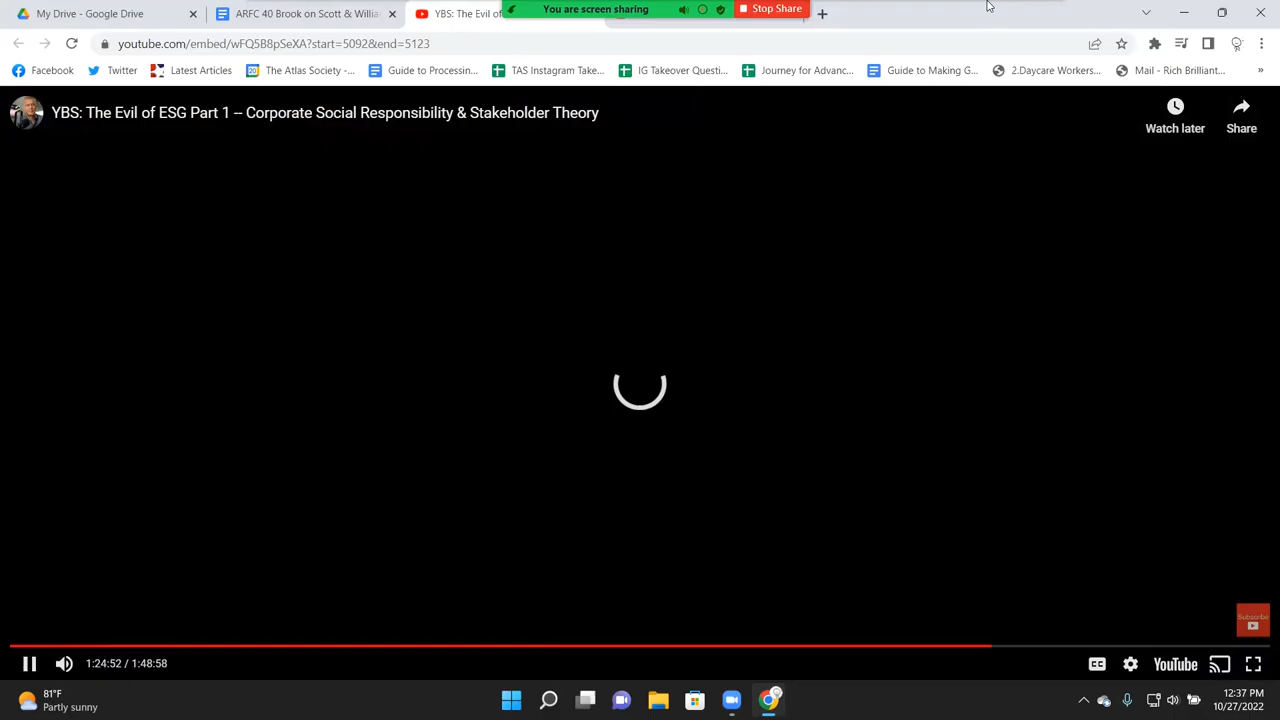 My Drive - Google Drive
ARFC 40 Brook on Scott & Willia
YBS: The Evil of
You are screen sharing
Stop Share
youtube.com/embed/wFQ5B8pSeXA?start=5092&end=5123
Facebook
Twitter
Latest Articles
The Atlas Society -...
Guide to Processin...
TAS Instagram Take...
IG Takeover Questi...
Journey for Advanc...
Guide to Making G...
2.Daycare Workers...
Mail - Rich Brilliant...
»
YBS: The Evil of ESG Part 1 -- Corporate Social Responsibility & Stakeholder Theory
Watch later
Share
Subscribe
1:24:52 / 1:48:58
CC
YouTube
81°F
Partly sunny
12:37 PM
10/27/2022